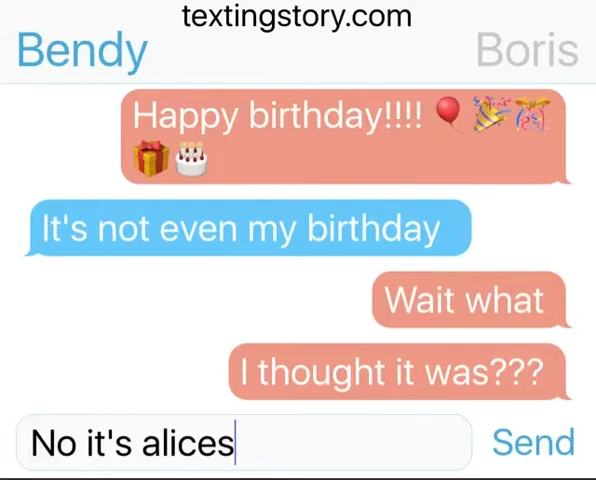 textingstory.com
Bendy Boris
Happy birthday!!!! 🎈🎉🎊
🎁🎂
It's not even my birthday
Wait what
I thought it was???
No it's alices Send